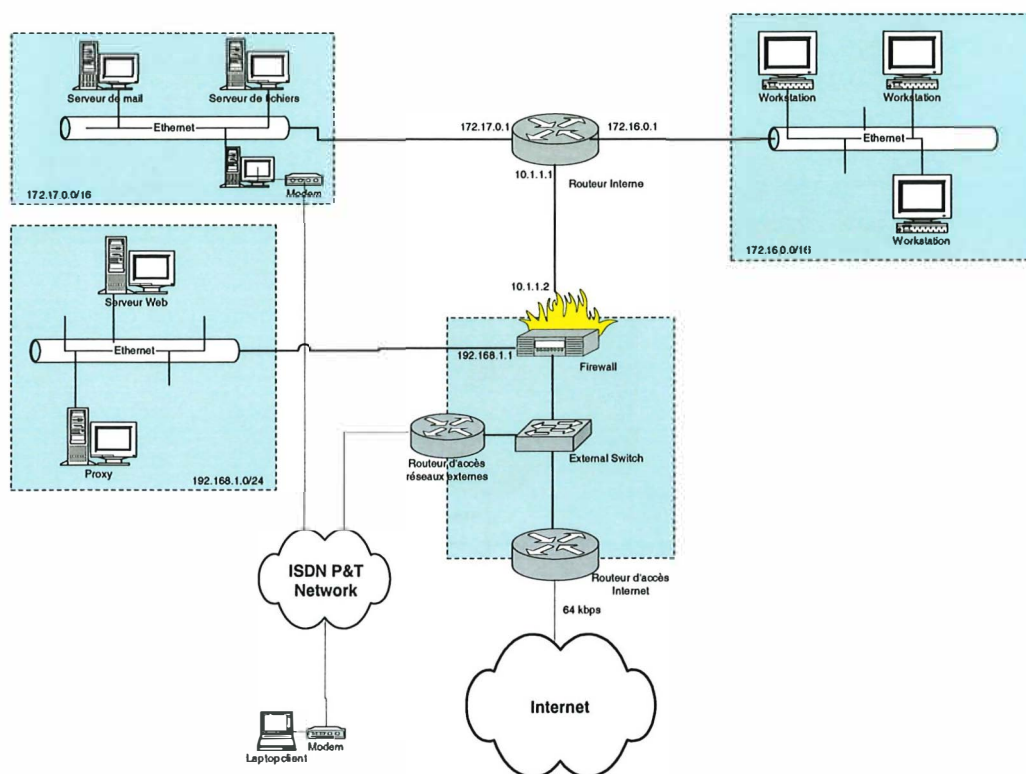 Serveur de mail
Serveur de fichiers
Ethernet
Modem
172.17.0.0/16
172.17.0.1
172.16.0.1
10.1.1.1
Routeur Interne
Workstation
Workstation
Ethernet
Workstation
172.16.0.0/16
Serveur Web
Ethernet
Proxy
192.168.1.0/24
10.1.1.2
192.168.1.1
Firewall
Routeur d'accès
réseaux externes
External Switch
Routeur d'accès
Internet
64 kbps
ISDN P&T
Network
Internet
Modem
Laptop client